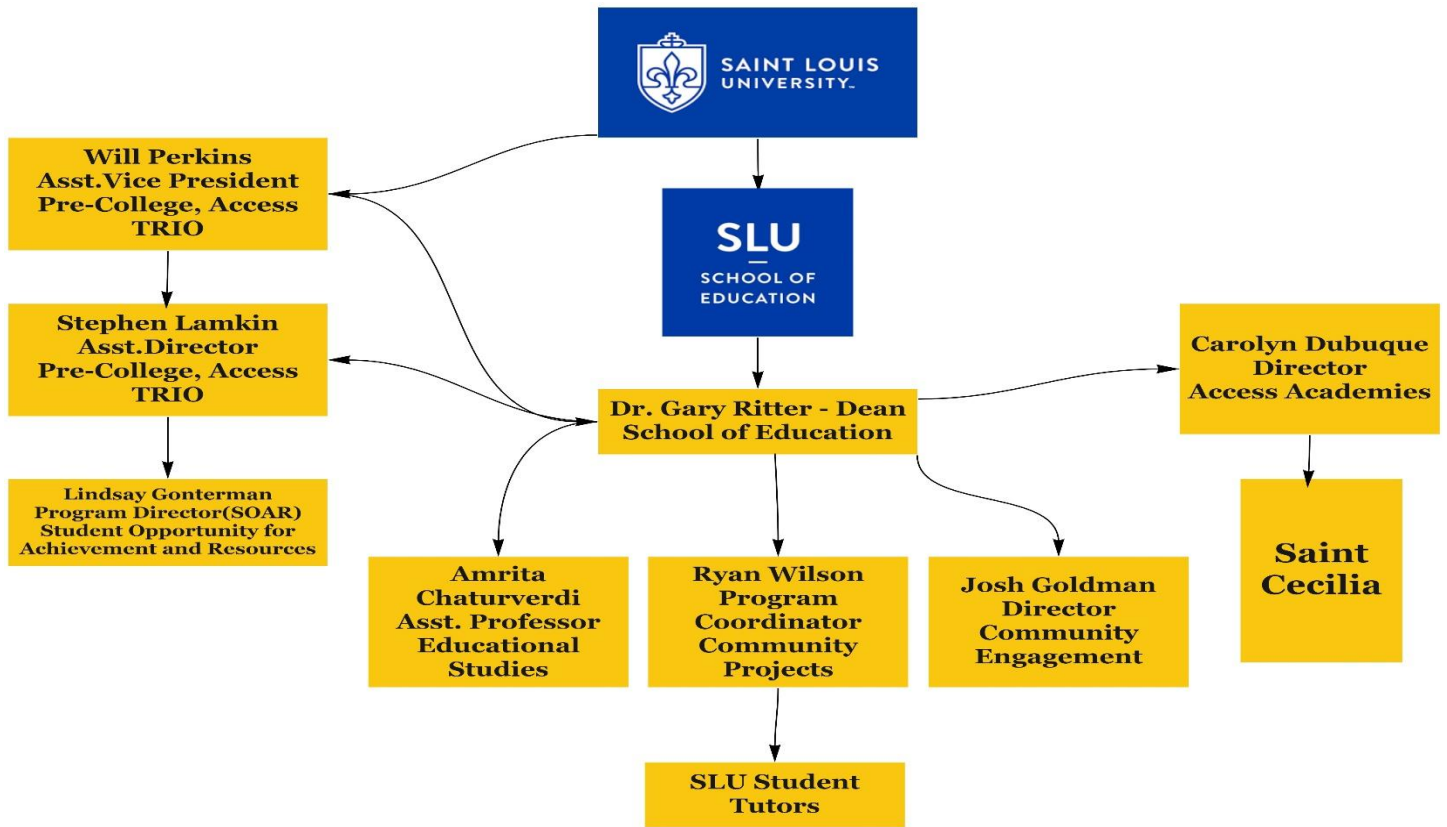 SAINT LOUIS
UNIVERSITY™
Will Perkins
Asst.Vice President
Pre-College, Access
TRIO
SLU
SCHOOL OF
EDUCATION
Stephen Lamkin
Asst.Director
Pre-College, Access
TRIO
Carolyn Dubuque
Director
Access Academies
Dr. Gary Ritter - Dean
School of Education
Lindsay Gonterman
Program Director(SOAR)
Student Opportunity for
Achievement and Resources
Amrita
Chaturverdi
Asst. Professor
Educational
Studies
Ryan Wilson
Program
Coordinator
Community
Projects
Josh Goldman
Director
Community
Engagement
Saint
Cecilia
SLU Student
Tutors